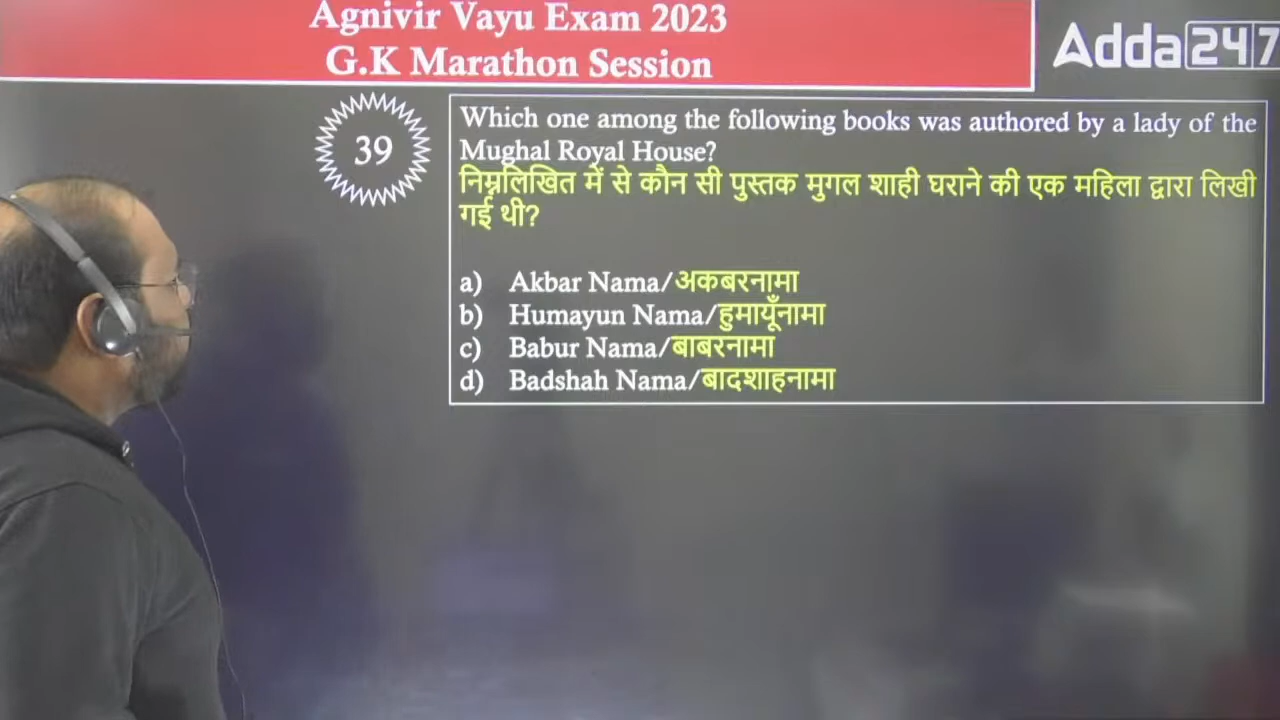 Agnivir Vayu Exam 2023
G.K Marathon Session
Adda247
39
Which one among the following books was authored by a lady of the
Mughal Royal House?
निम्नलिखित में से कौन सी पुस्तक मुगल शाही घराने की एक महिला द्वारा लिखी
गई थी?
a) Akbar Nama/अकबरनामा
b) Humayun Nama/हुमायूँनामा
c) Babur Nama/बाबरनामा
d) Badshah Nama/बादशाहनामा